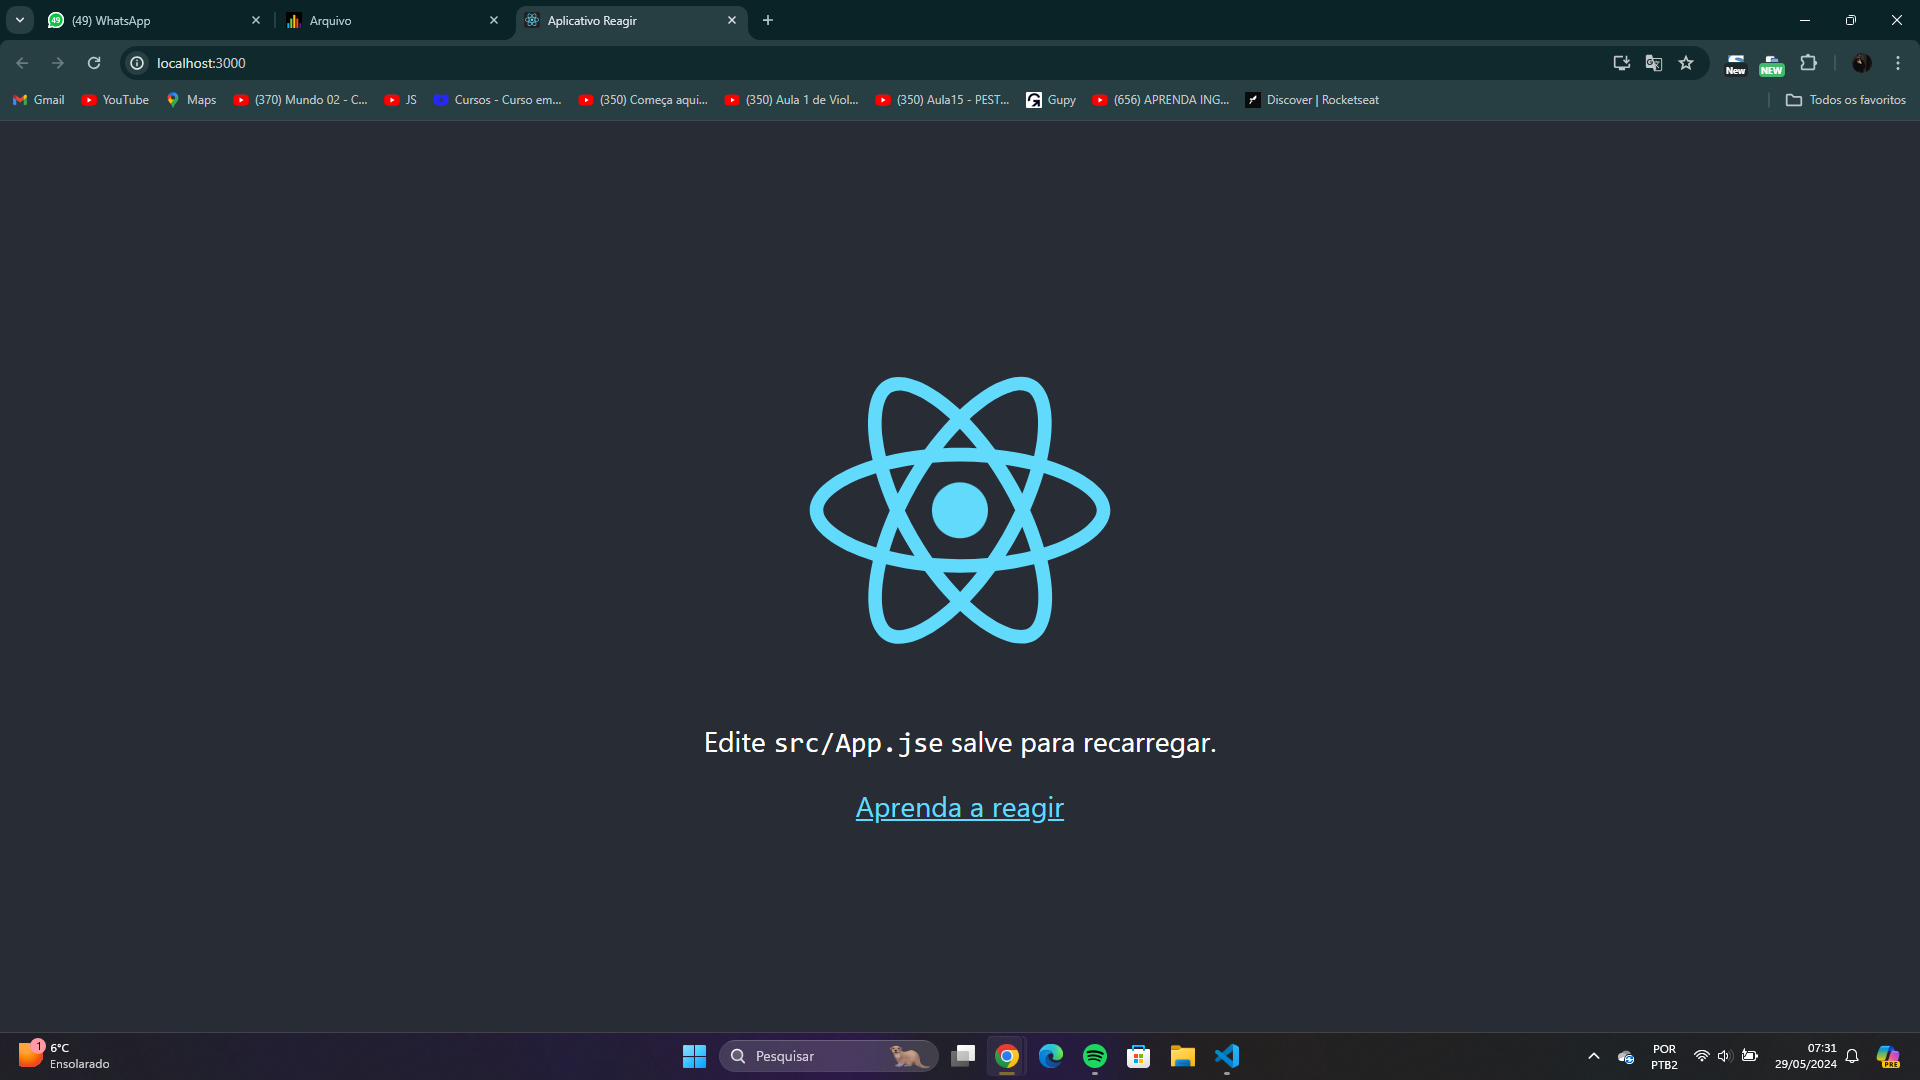 49 (49) WhatsApp
Arquivo
Aplicativo Reagir
localhost:3000
New
NEW
Gmail
YouTube
Maps
(370) Mundo 02 - C...
JS
Cursos - Curso em...
(350) Começa aqui...
(350) Aula 1 de Viol...
(350) Aula15 - PEST...
Gupy
(656) APRENDA ING...
Discover | Rocketseat
Todos os favoritos
Edite src/App.jse salve para recarregar.
Aprenda a reagir
1
6°C
Ensolarado
Pesquisar
POR
PTB2
07:31
29/05/2024
PRE